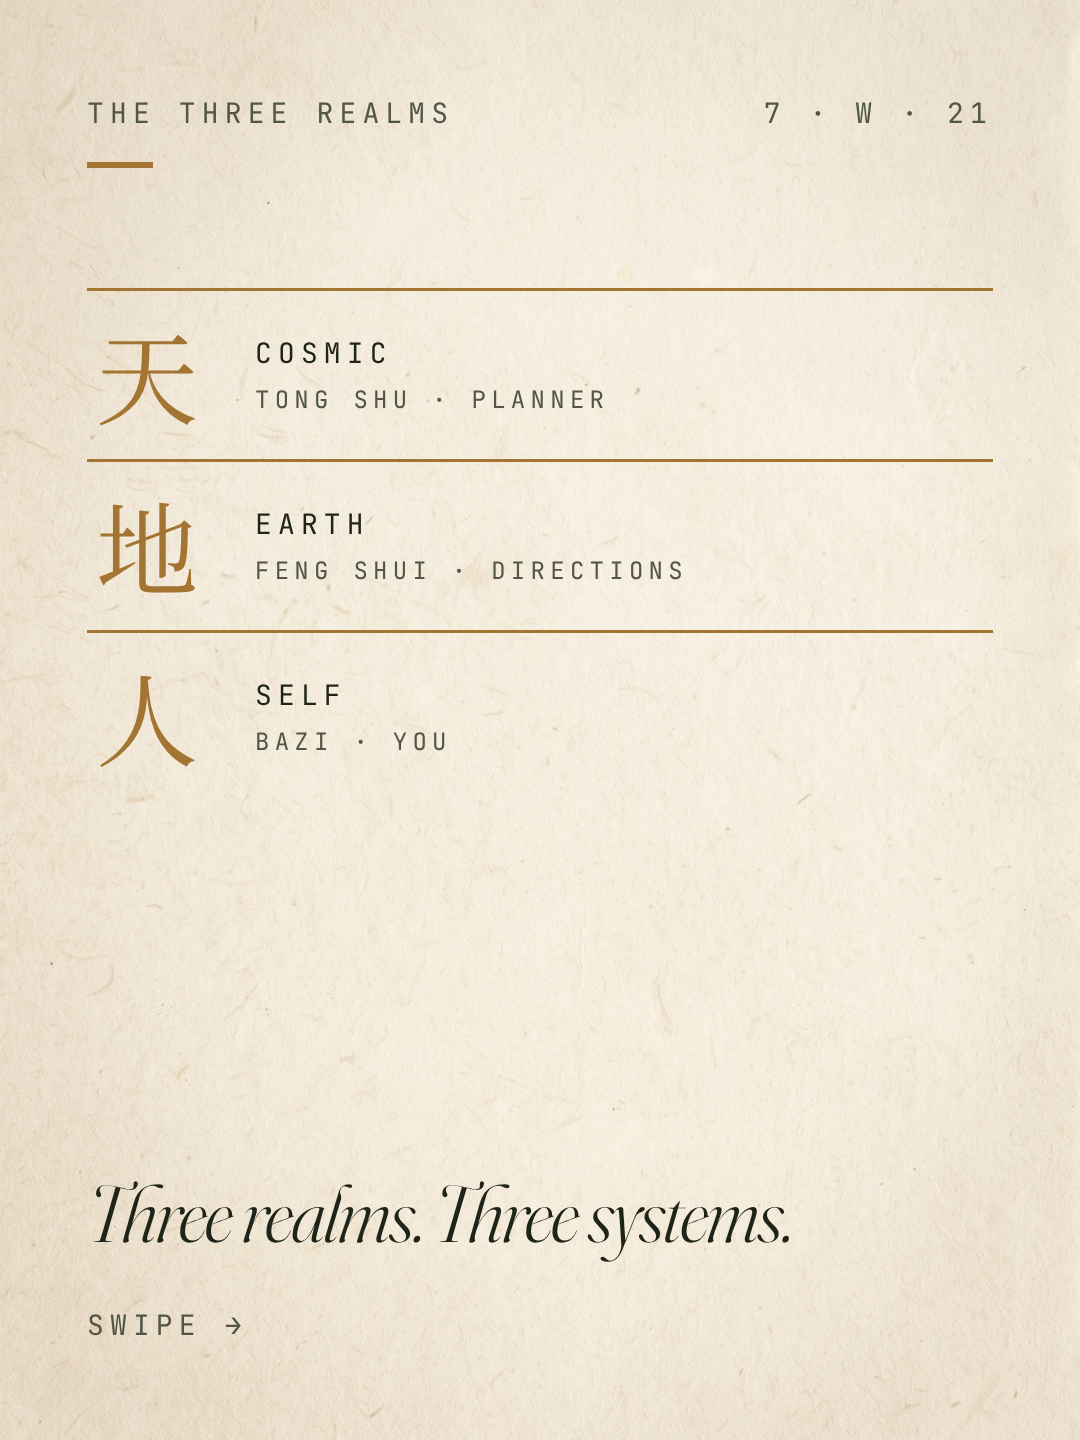 THE THREE REALMS
7 · W · 21
天
COSMIC
TONG SHU · PLANNER
地
EARTH
FENG SHUI · DIRECTIONS
人
SELF
BAZI · YOU
Three realms. Three systems.
SWIPE →